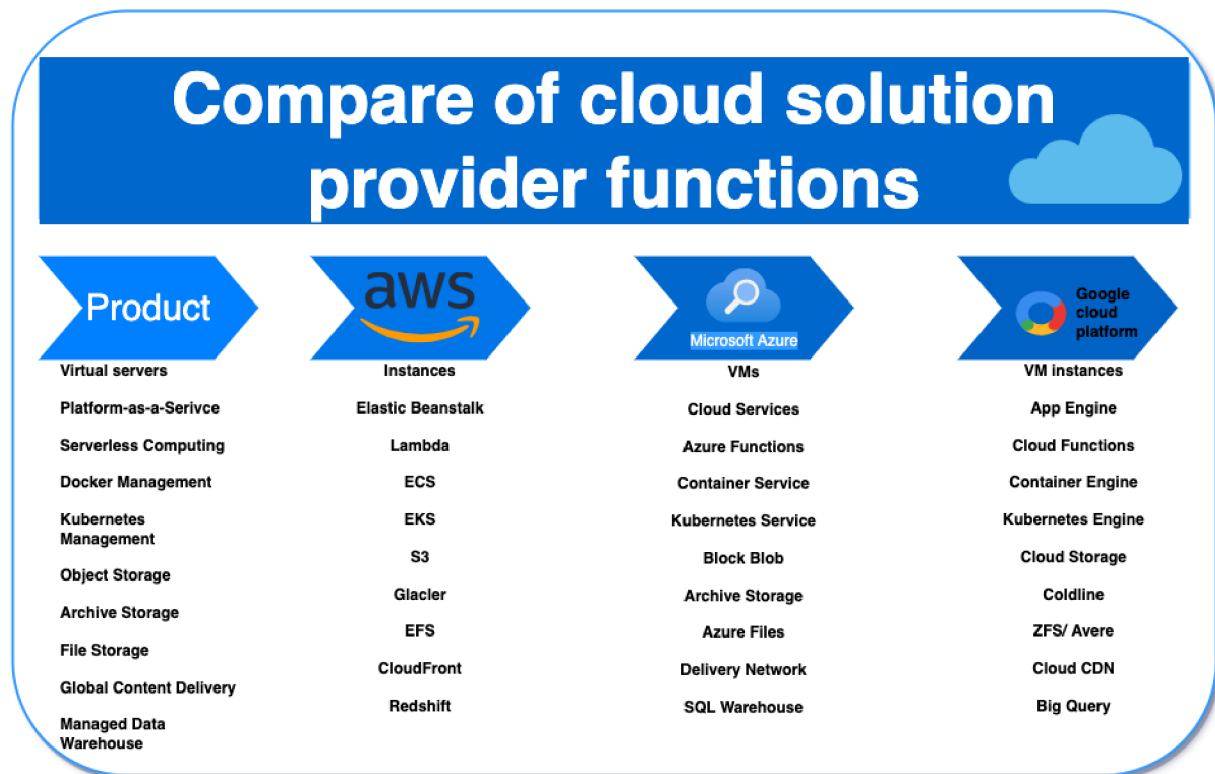 Compare of cloud solution
provider functions
Product
aws
Microsoft Azure
Google
cloud
platform
Virtual servers
Instances
VMs
VM instances
Platform-as-a-Serivce
Elastic Beanstalk
Cloud Services
App Engine
Serverless Computing
Lambda
Azure Functions
Cloud Functions
Docker Management
ECS
Container Service
Container Engine
Kubernetes
Management
EKS
Kubernetes Service
Kubernetes Engine
Object Storage
S3
Block Blob
Cloud Storage
Archive Storage
Glacler
Archive Storage
Coldline
File Storage
EFS
Azure Files
ZFS/ Avere
Global Content Delivery
CloudFront
Delivery Network
Cloud CDN
Managed Data
Warehouse
Redshift
SQL Warehouse
Big Query